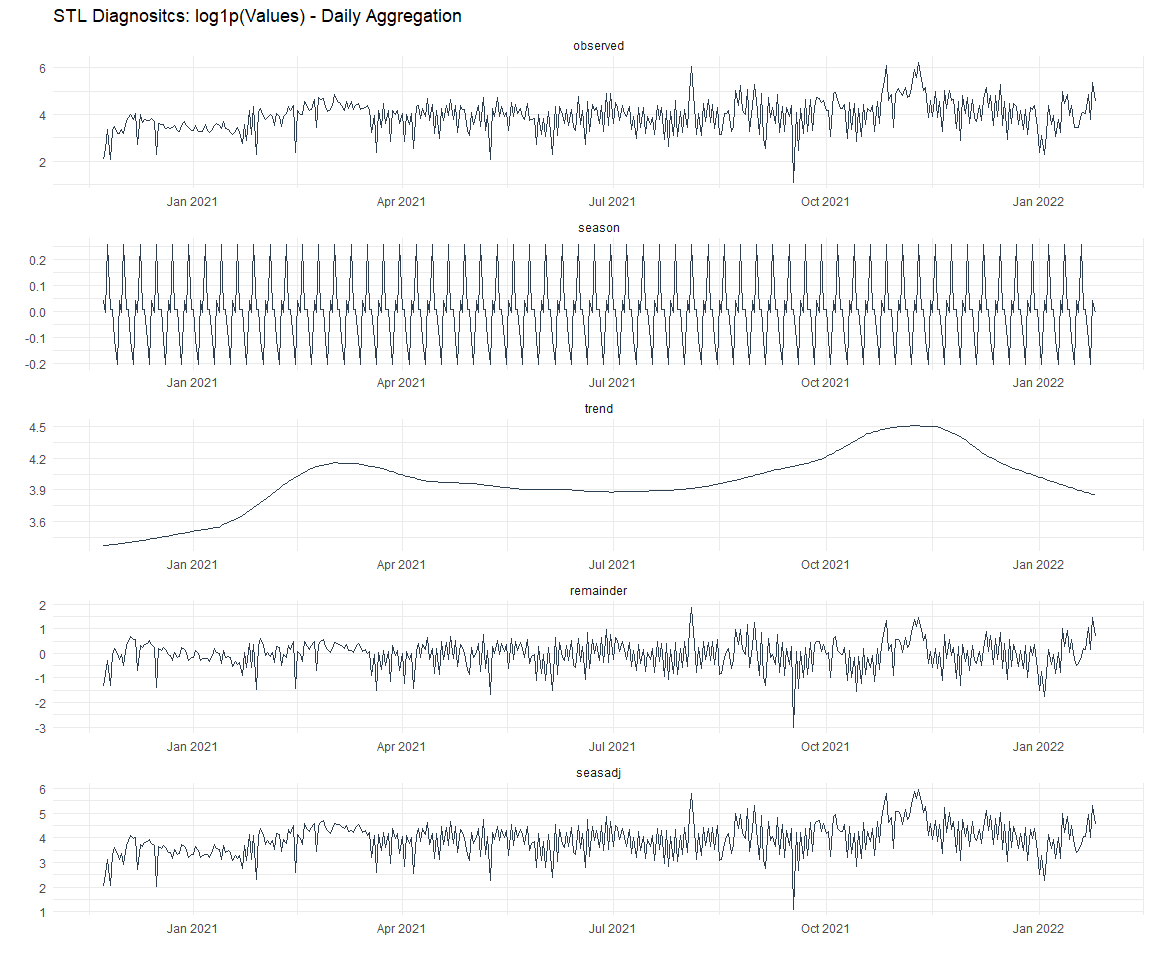 STL Diagnositcs: log1p(Values) - Daily Aggregation
observed
6
4
2
Jan 2021 Apr 2021 Jul 2021 Oct 2021 Jan 2022
season
0.2
0.1
0.0
-0.1
-0.2
Jan 2021 Apr 2021 Jul 2021 Oct 2021 Jan 2022
trend
4.5
4.2
3.9
3.6
Jan 2021 Apr 2021 Jul 2021 Oct 2021 Jan 2022
remainder
2
1
0
-1
-2
-3
Jan 2021 Apr 2021 Jul 2021 Oct 2021 Jan 2022
seasadj
6
5
4
3
2
1
Jan 2021 Apr 2021 Jul 2021 Oct 2021 Jan 2022